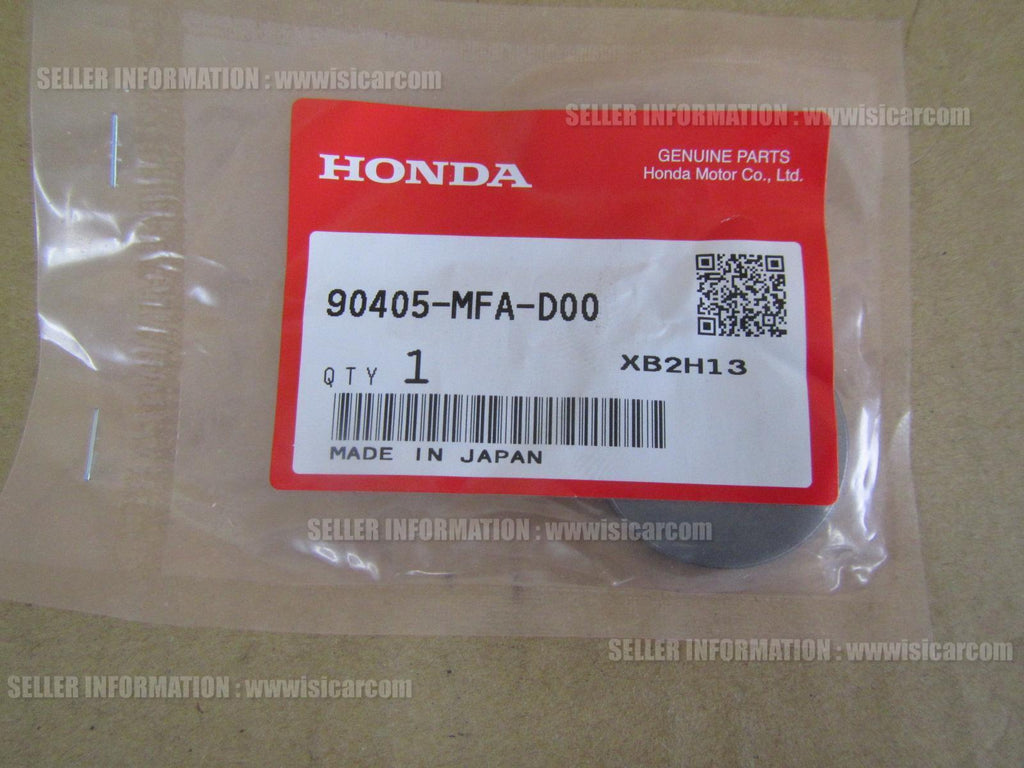 SELLER INFORMATION : wwwisicarcom
SELLER INFORMATION : wwwisicarcom
HONDA
GENUINE PARTS
Honda Motor Co., Ltd.
90405-MFA-D00
QTY 1
XB2H13
MADE IN JAPAN
SELLER INFORMATION : wwwisicarcom
SELLER INFORMATION : wwwisicarcom
SELLER INFORMATION : wwwisicarcom